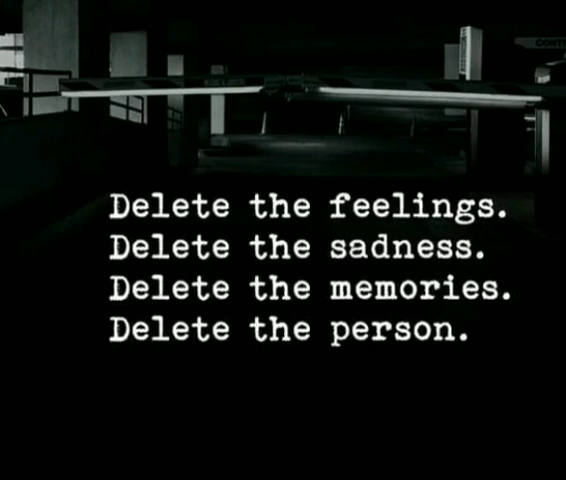 Delete the feelings.
Delete the sadness.
Delete the memories.
Delete the person.